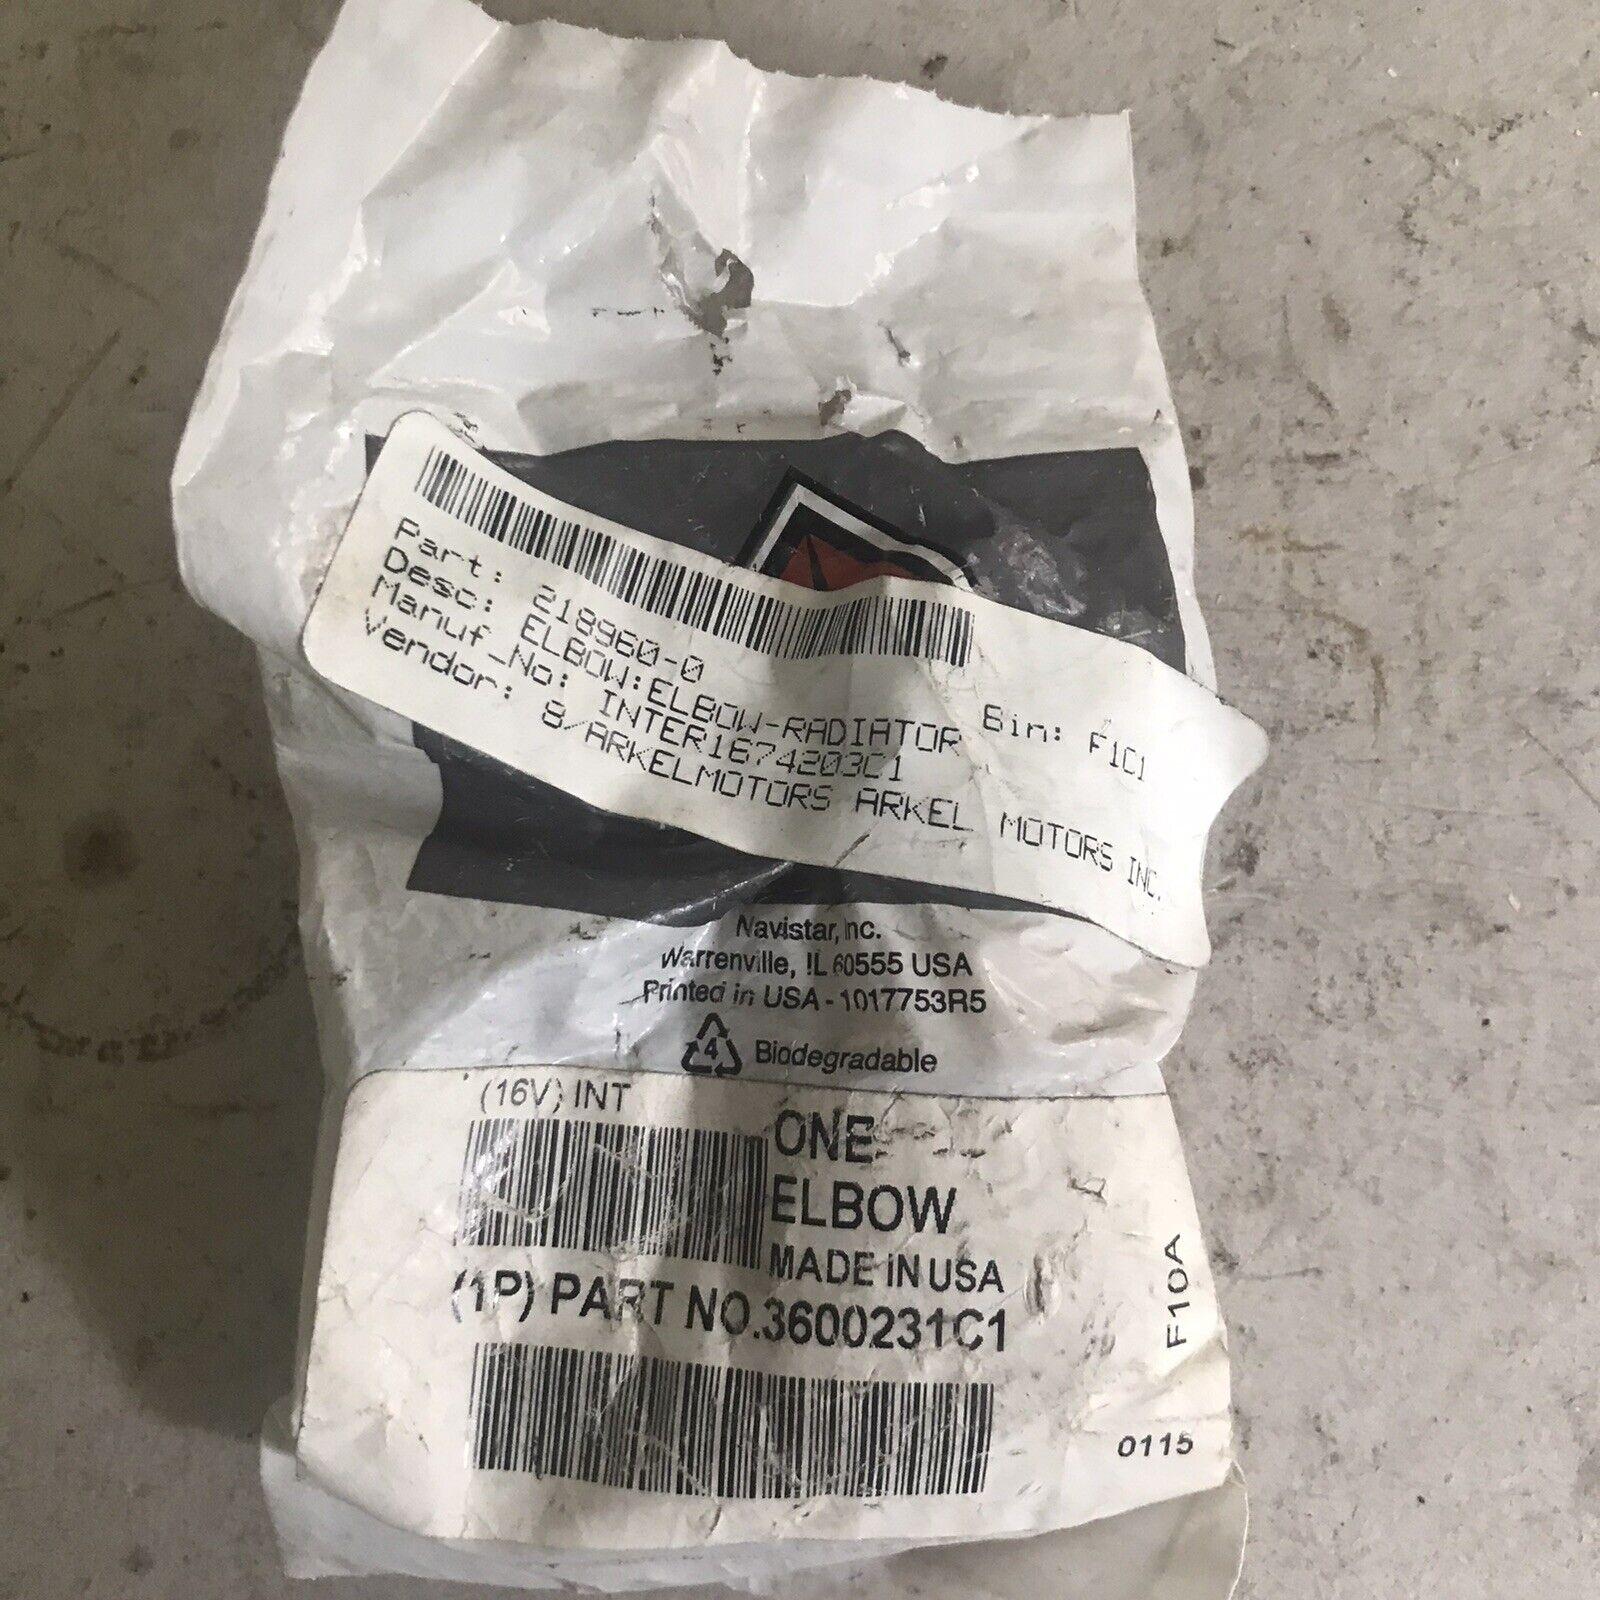 Part: 218960-0
Desc: ELBOW:ELBOW-RADIATOR Bin: F1C1
Manuf_No: INTER1674203C1
Vendor: 8/ARKELMOTORS ARKEL MOTORS INC.
Navistar, Inc.
Warrenville, IL 60555 USA
Printed in USA - 1017753R5
4 Biodegradable
(16V) INT
ONE
ELBOW
MADE IN USA
(1P) PART NO.3600231C1
F10A
0115